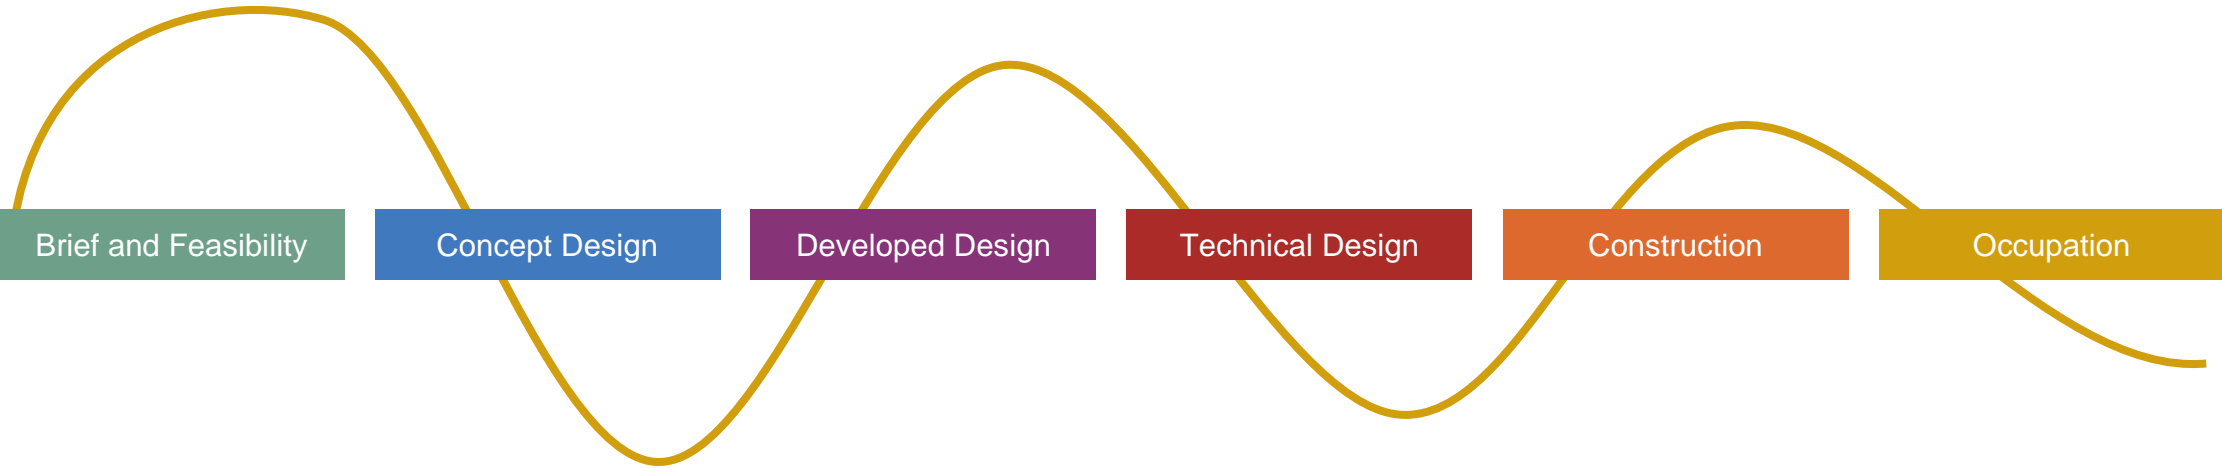 Brief and Feasibility
Concept Design
Developed Design
Technical Design
Construction
Occupation